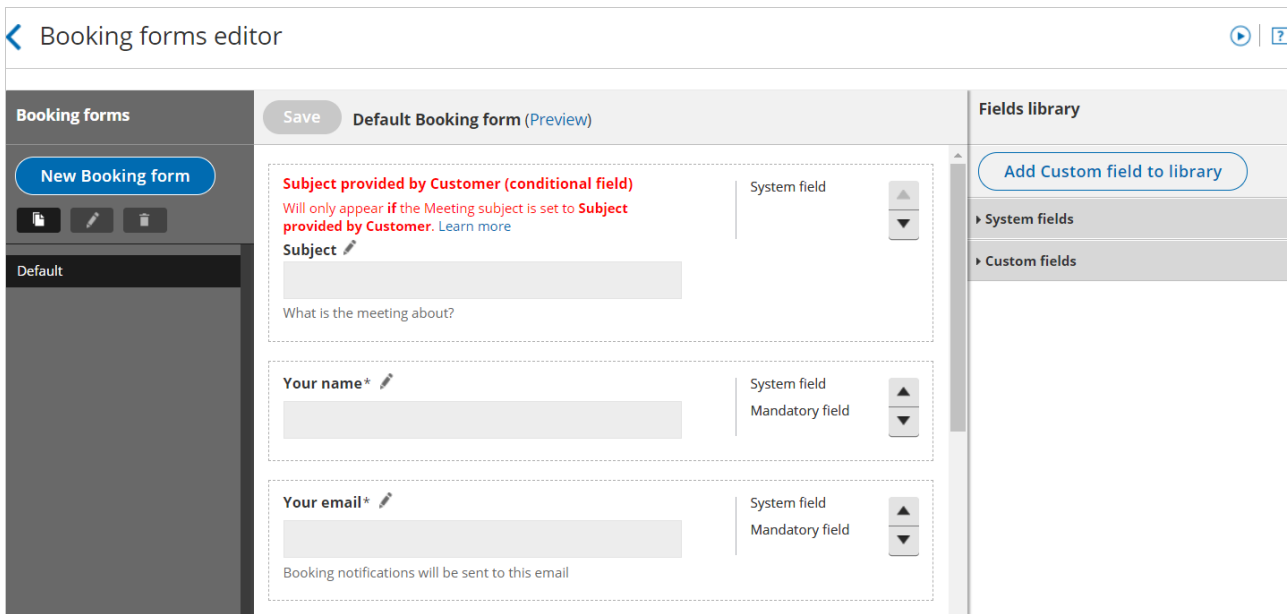 Booking forms editor
?
Booking forms
New Booking form
Default
Save
Default Booking form (Preview)
Subject provided by Customer (conditional field)
Will only appear if the Meeting subject is set to Subject
provided by Customer. Learn more
Subject
What is the meeting about?
System field
Your name*
System field
Mandatory field
Your email*
Booking notifications will be sent to this email
System field
Mandatory field
Fields library
Add Custom field to library
System fields
Custom fields